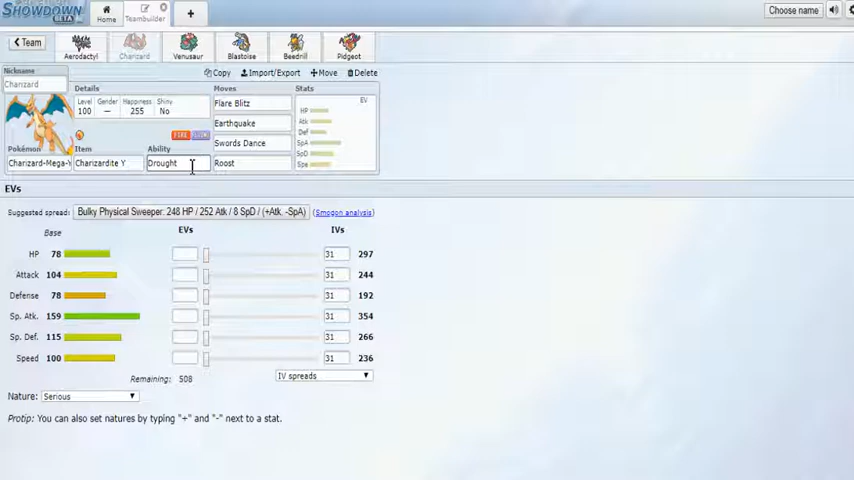 SHOWDOWN
BETA
Home
Teambuilder
+
Choose name
< Team
Aerodactyl
Charizard
Venusaur
Blastoise
Beedrill
Pidgeot
Nickname
Charizard
Copy Import/Export Move Delete
Details
Moves
Stats
Level Gender Happiness Shiny
100 — 255 No
Flare Blitz
Earthquake
Swords Dance
Roost
EV
HP
Atk
Def
SpA
SpD
Spe
FIRE
Pokémon Item Ability
Charizard-Mega-Y Charizardite Y Drought
EVs
Suggested spread: Bulky Physical Sweeper: 248 HP / 252 Atk / 8 SpD / (+Atk, -SpA) (Smogon analysis)
Base EVs IVs
HP 78 31 297
Attack 104 31 244
Defense 78 31 192
Sp. Atk. 159 31 354
Sp. Def. 115 31 266
Speed 100 31 236
Remaining: 508 IV spreads
Nature: Serious
Protip: You can also set natures by typing "+" and "-" next to a stat.